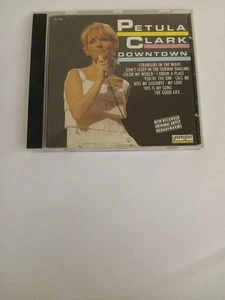 PETULA
CLARK
DOWNTOWN
STRANGERS IN THE NIGHT
DON'T SLEEP IN THE SUBWAY DARLING
COLOR MY WORLD · I KNOW A PLACE
YOU'RE THE ONE · CALL ME
KISS ME GOODBYE · MY LOVE
THIS IS MY SONG
THE GOOD LIFE . . .
NEW RECORDED
ORIGINAL ARTIST